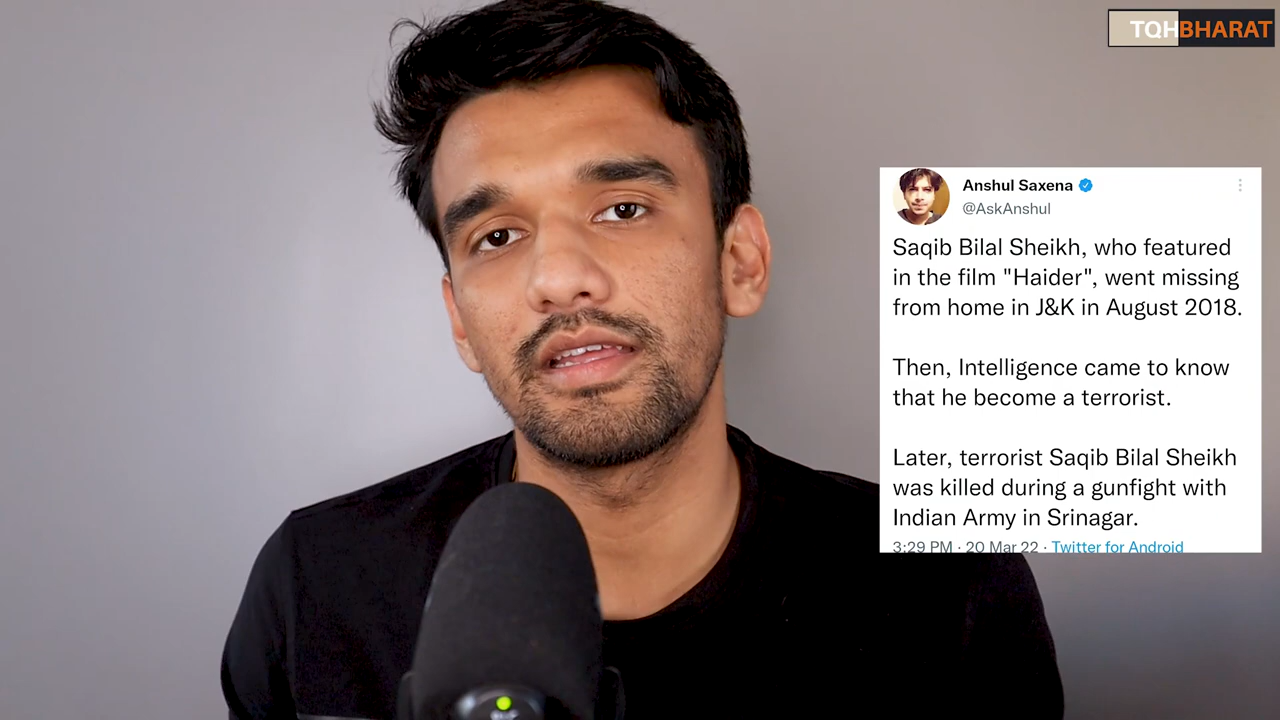 TQHBHARAT
Anshul Saxena
@AskAnshul
Saqib Bilal Sheikh, who featured
in the film "Haider", went missing
from home in J&K in August 2018.
Then, Intelligence came to know
that he become a terrorist.
Later, terrorist Saqib Bilal Sheikh
was killed during a gunfight with
Indian Army in Srinagar.
3:29 PM · 20 Mar 22 · Twitter for Android